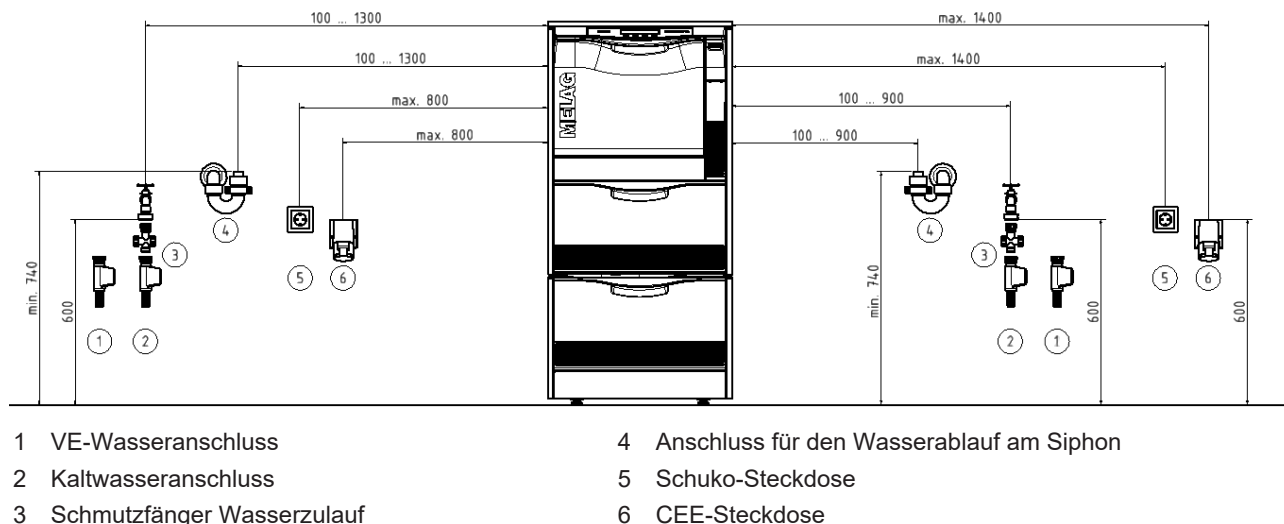 100 ... 1300
max. 1400
100 ... 1300
max. 1400
max. 800
100 ... 900
max. 800
100 ... 900
MELAG
min. 740
600
4
3
5
6
1
2
min. 740
600
600
4
3
5
6
2
1
1 VE-Wasseranschluss
2 Kaltwasseranschluss
3 Schmutzfänger Wasserzulauf
4 Anschluss für den Wasserablauf am Siphon
5 Schuko-Steckdose
6 CEE-Steckdose